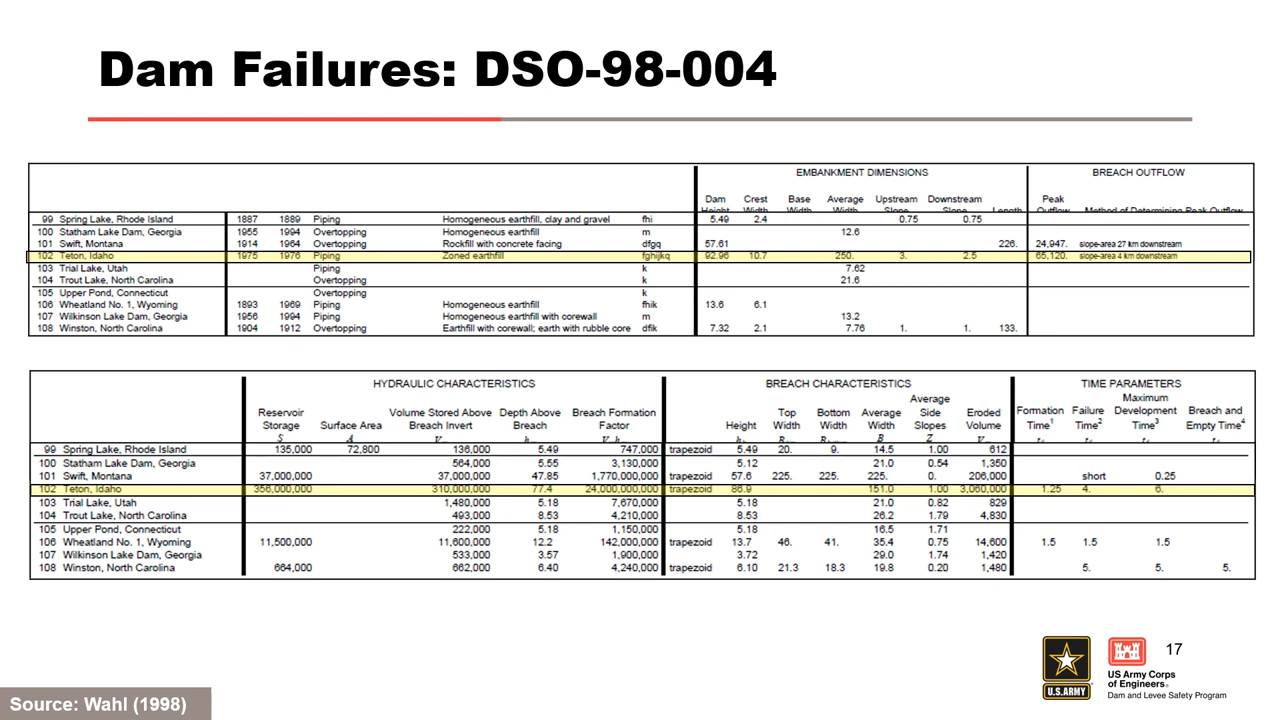 Dam Failures: DSO-98-004
EMBANKMENT DIMENSIONS BREACH OUTFLOW
Dam Crest Base Average Upstream Downstream Peak
Height Width Width Width Slope Slope Length Outflow Method of Determining Peak Outflow
99 Spring Lake, Rhode Island 1887 1889 Piping Homogeneous earthfill, clay and gravel fhi 5.49 2.4 0.75 0.75
100 Statham Lake Dam, Georgia 1955 1994 Overtopping Homogeneous earthfill m 12.6
101 Swift, Montana 1914 1964 Overtopping Rockfill with concrete facing dfgq 57.61 226. 24,947. slope-area 27 km downstream
102 Teton, Idaho 1975 1976 Piping Zoned earthfill fghijkq 92.96 10.7 250. 3. 2.5 65,120. slope-area 4 km downstream
103 Trial Lake, Utah Piping k 7.62
104 Trout Lake, North Carolina Overtopping k 21.6
105 Upper Pond, Connecticut Overtopping k
106 Wheatland No. 1, Wyoming 1893 1969 Piping Homogeneous earthfill fhik 13.6 6.1
107 Wilkinson Lake Dam, Georgia 1956 1994 Piping Homogeneous earthfill with corewall m 13.2
108 Winston, North Carolina 1904 1912 Overtopping Earthfill with corewall; earth with rubble core dfik 7.32 2.1 7.76 1. 1. 133.
HYDRAULIC CHARACTERISTICS BREACH CHARACTERISTICS TIME PARAMETERS
Average Maximum
Reservoir Volume Stored Above Depth Above Breach Formation Top Bottom Average Side Eroded Formation Failure Development Breach and
Storage Surface Area Breach Invert Breach Factor Height Width Width Width Slopes Volume Time¹ Time² Time³ Empty Time⁴
S A B Z
99 Spring Lake, Rhode Island 135,000 72,800 136,000 5.49 747,000 trapezoid 5.49 20. 9. 14.5 1.00 612
100 Statham Lake Dam, Georgia 564,000 5.55 3,130,000 5.12 21.0 0.54 1,350
101 Swift, Montana 37,000,000 37,000,000 47.85 1,770,000,000 trapezoid 57.6 225. 225. 225. 0. 206,000 short 0.25
102 Teton, Idaho 356,000,000 310,000,000 77.4 24,000,000,000 trapezoid 86.9 151.0 1.00 3,060,000 1.25 4. 6.
103 Trial Lake, Utah 1,480,000 5.18 7,670,000 5.18 21.0 0.82 829
104 Trout Lake, North Carolina 493,000 8.53 4,210,000 8.53 26.2 1.79 4,830
105 Upper Pond, Connecticut 222,000 5.18 1,150,000 5.18 16.5 1.71
106 Wheatland No. 1, Wyoming 11,500,000 11,600,000 12.2 142,000,000 trapezoid 13.7 46. 41. 35.4 0.75 14,600 1.5 1.5 1.5
107 Wilkinson Lake Dam, Georgia 533,000 3.57 1,900,000 3.72 29.0 1.74 1,420
108 Winston, North Carolina 664,000 662,000 6.40 4,240,000 trapezoid 6.10 21.3 18.3 19.8 0.20 1,480 5. 5. 5.
17
U.S.ARMY
US Army Corps
of Engineers®
Dam and Levee Safety Program
Source: Wahl (1998)